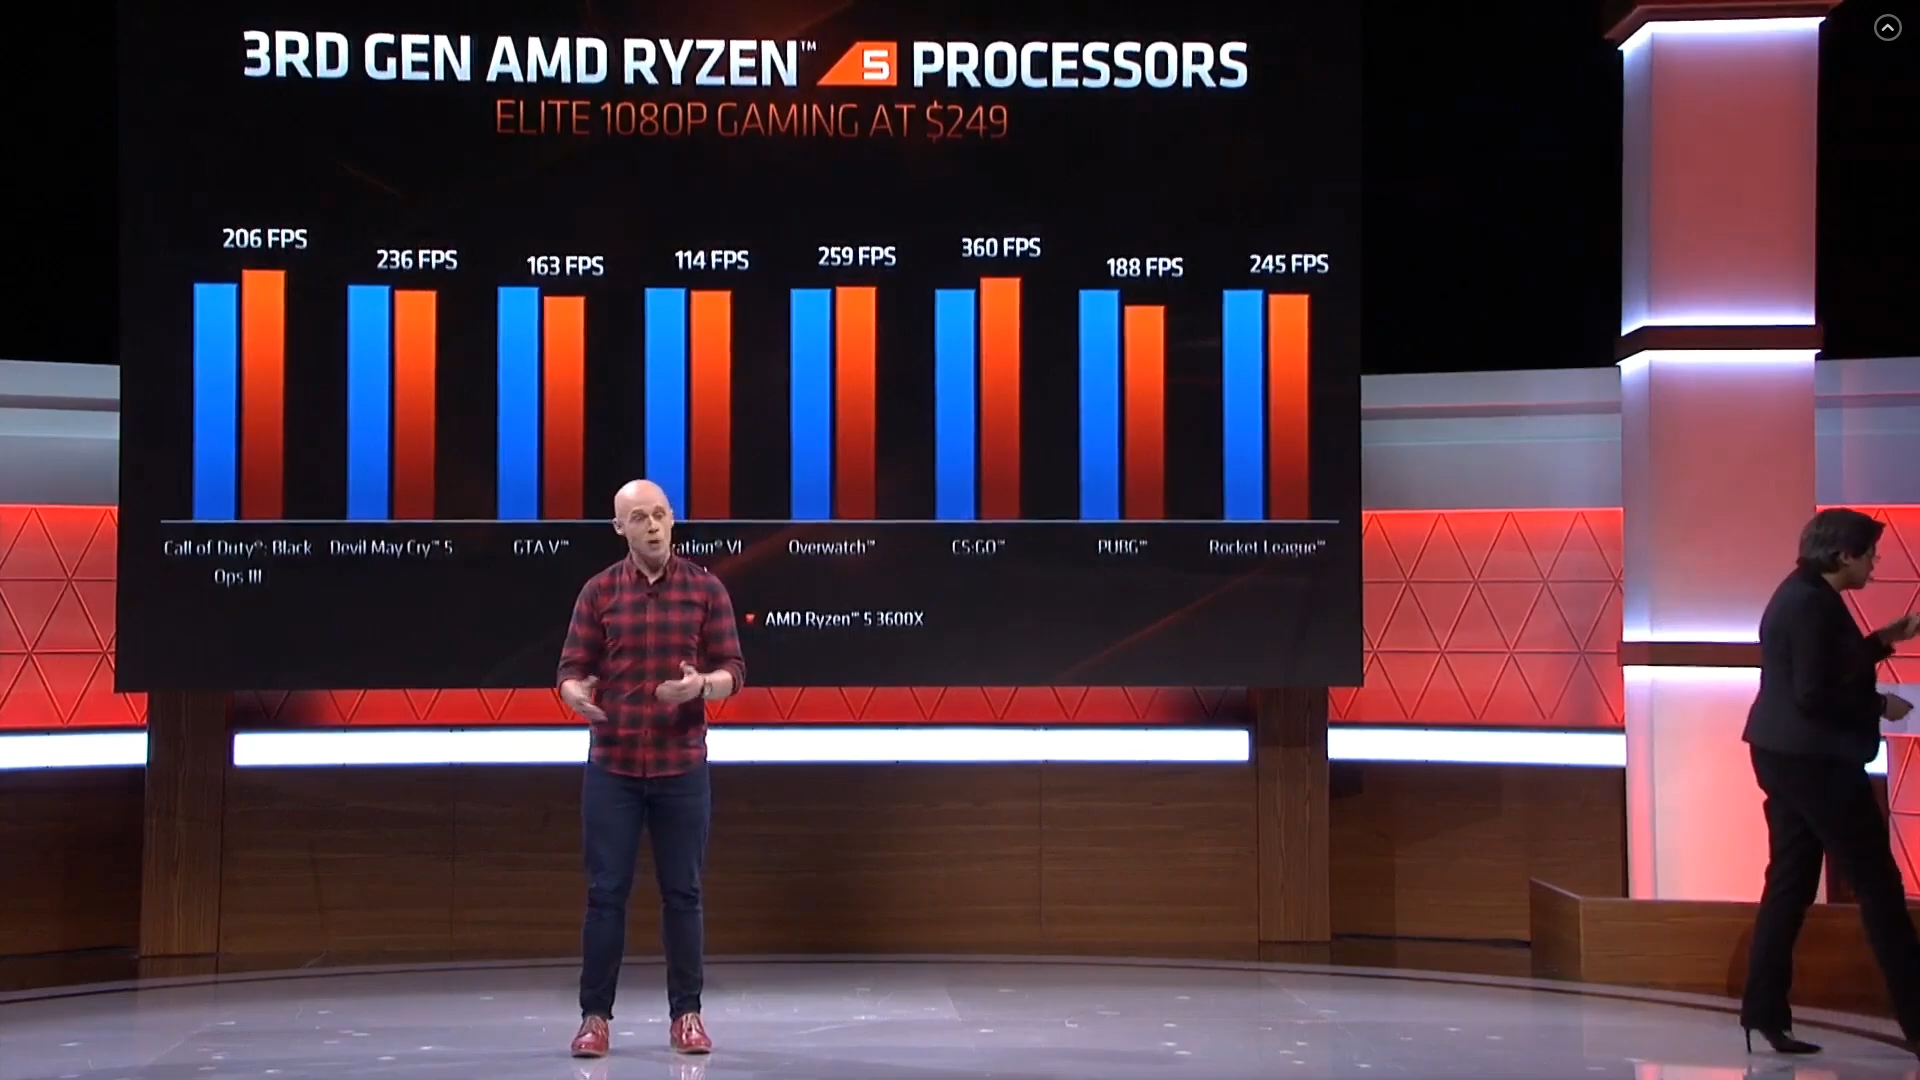 3RD GEN AMD RYZEN™ 5 PROCESSORS
ELITE 1080P GAMING AT $249
206 FPS
236 FPS
163 FPS
114 FPS
259 FPS
360 FPS
188 FPS
245 FPS
Call of Duty®: Black
Ops III
Devil May Cry™ 5
GTA V™
ation® VI
Overwatch™
CS:GO™
PUBG™
Rocket League™
AMD Ryzen™ 5 3600X